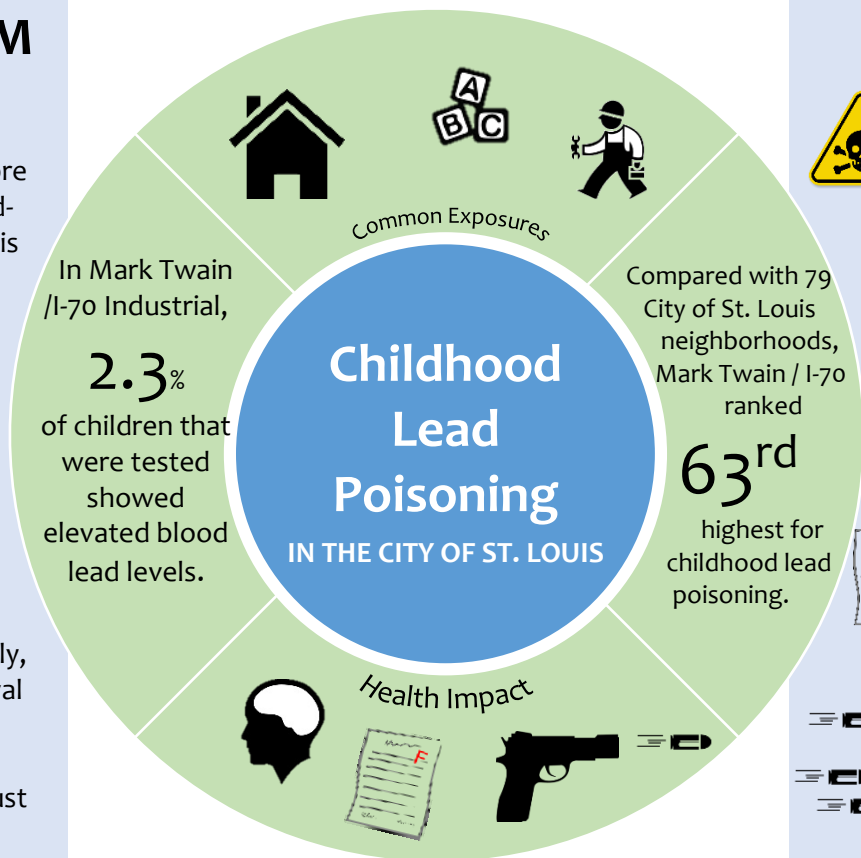 M
A
B C
Common Exposures
re
d-
is
In Mark Twain
/I-70 Industrial,
2.3%
of children that
were tested
showed
elevated blood
lead levels.
Childhood
Lead
Poisoning
IN THE CITY OF ST. LOUIS
Compared with 79
City of St. Louis
neighborhoods,
Mark Twain / I-70
ranked
63rd
highest for
childhood lead
poisoning.
ly,
al
ust
Health Impact
F